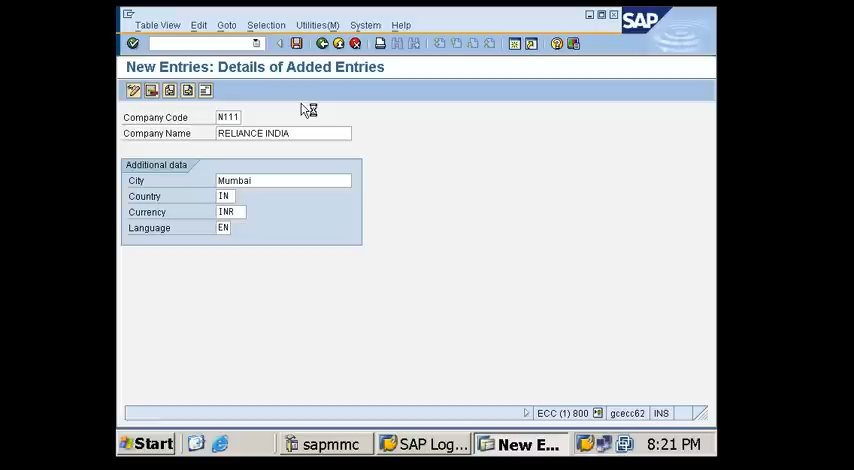 Table View Edit Goto Selection Utilities(M) System Help
SAP
New Entries: Details of Added Entries
Company Code N111
Company Name RELIANCE INDIA
Additional data
City Mumbai
Country IN
Currency INR
Language EN
ECC (1) 800 gcecc62 INS
Start sapmmc SAP Log... New E... 8:21 PM